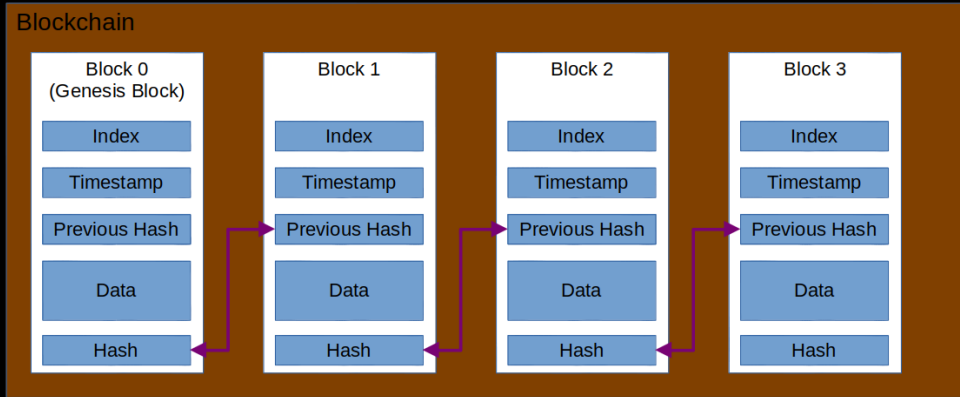 Blockchain
Block 0
(Genesis Block)
Index
Timestamp
Previous Hash
Data
Hash
Block 1
Index
Timestamp
Previous Hash
Data
Hash
Block 2
Index
Timestamp
Previous Hash
Data
Hash
Block 3
Index
Timestamp
Previous Hash
Data
Hash